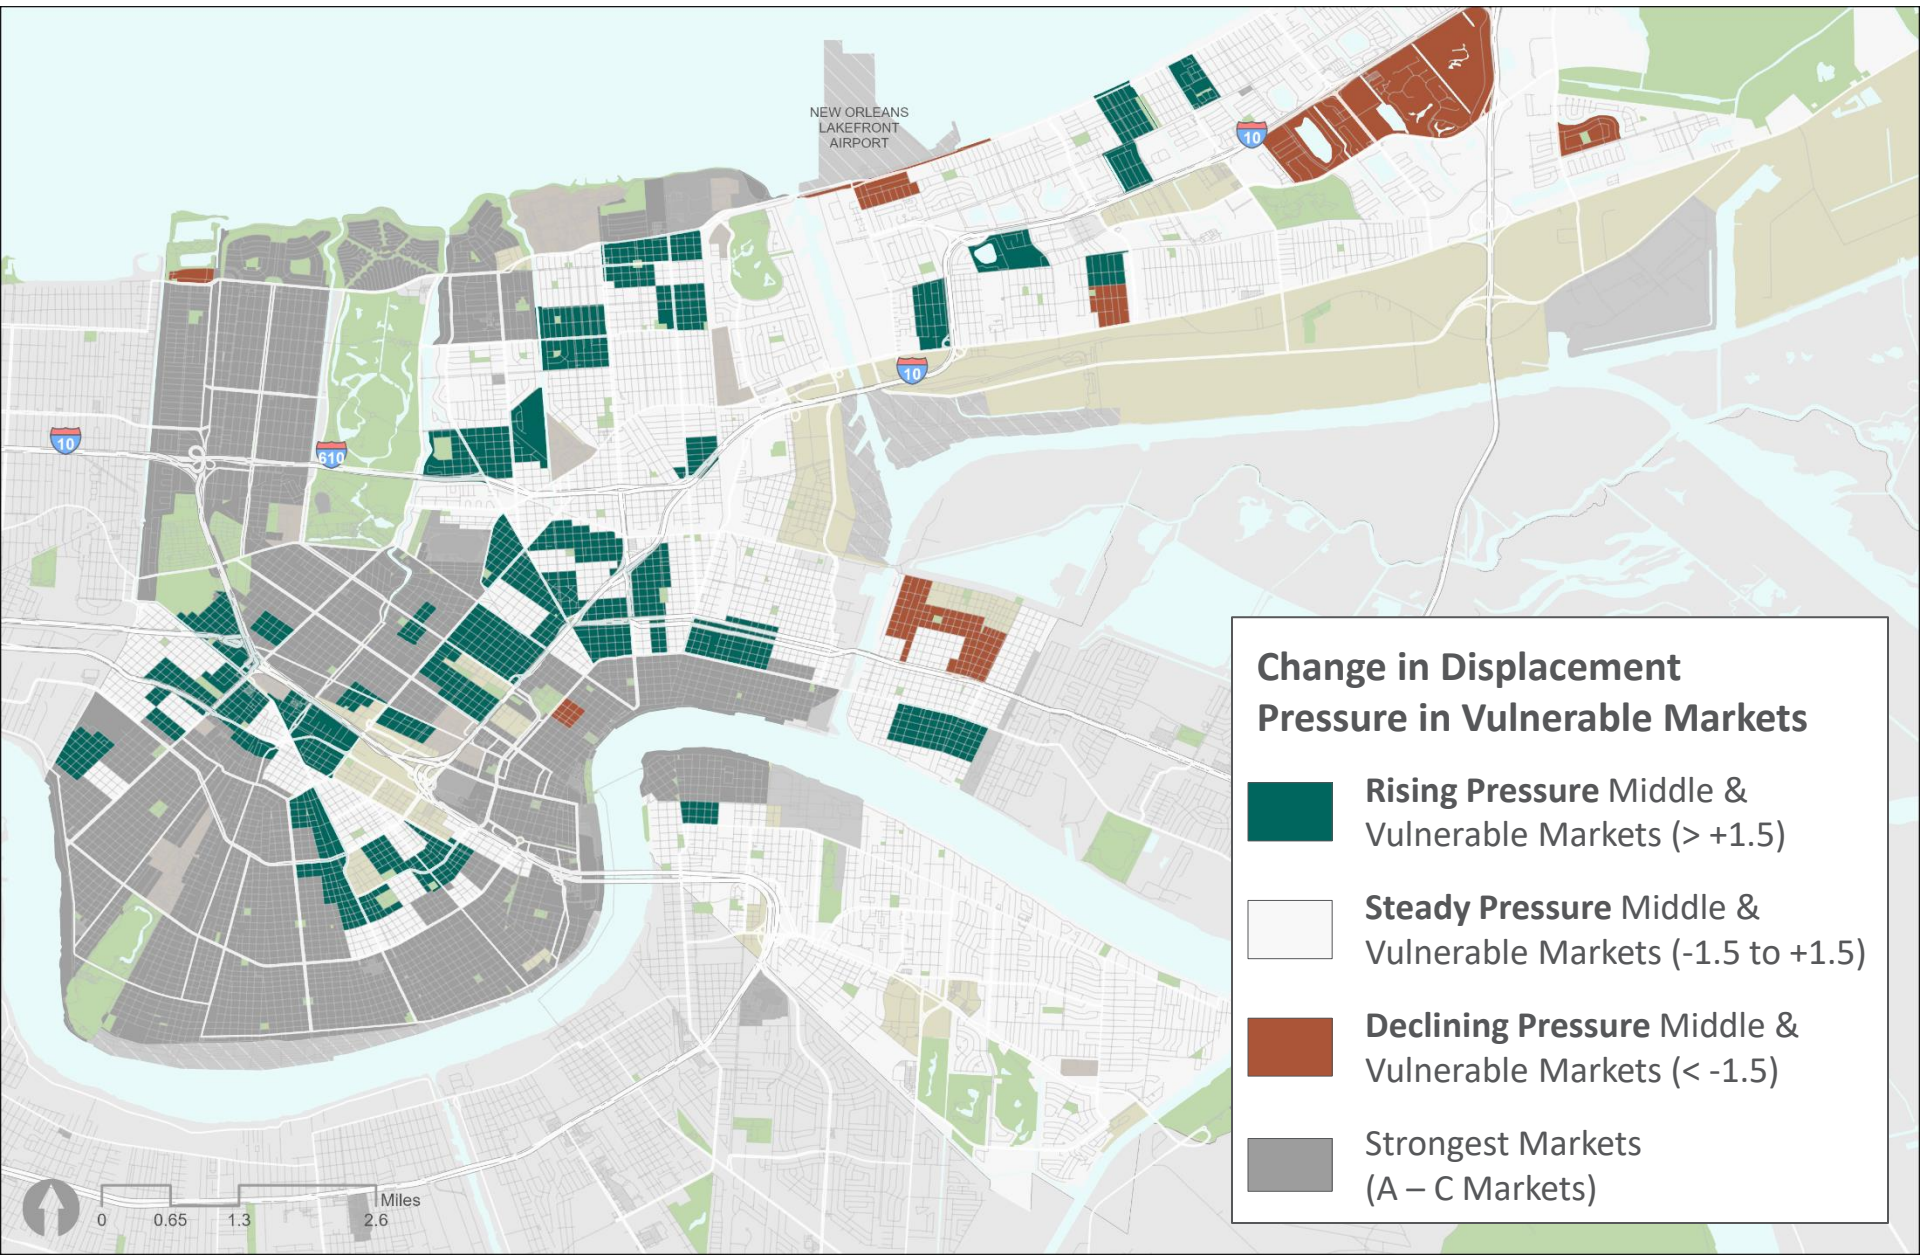 NEW ORLEANS
LAKEFRONT
AIRPORT
10
10
10
610
Change in Displacement
Pressure in Vulnerable Markets
Rising Pressure Middle &
Vulnerable Markets (> +1.5)
Steady Pressure Middle &
Vulnerable Markets (-1.5 to +1.5)
Declining Pressure Middle &
Vulnerable Markets (< -1.5)
Strongest Markets
(A – C Markets)
Miles
0 0.65 1.3 2.6